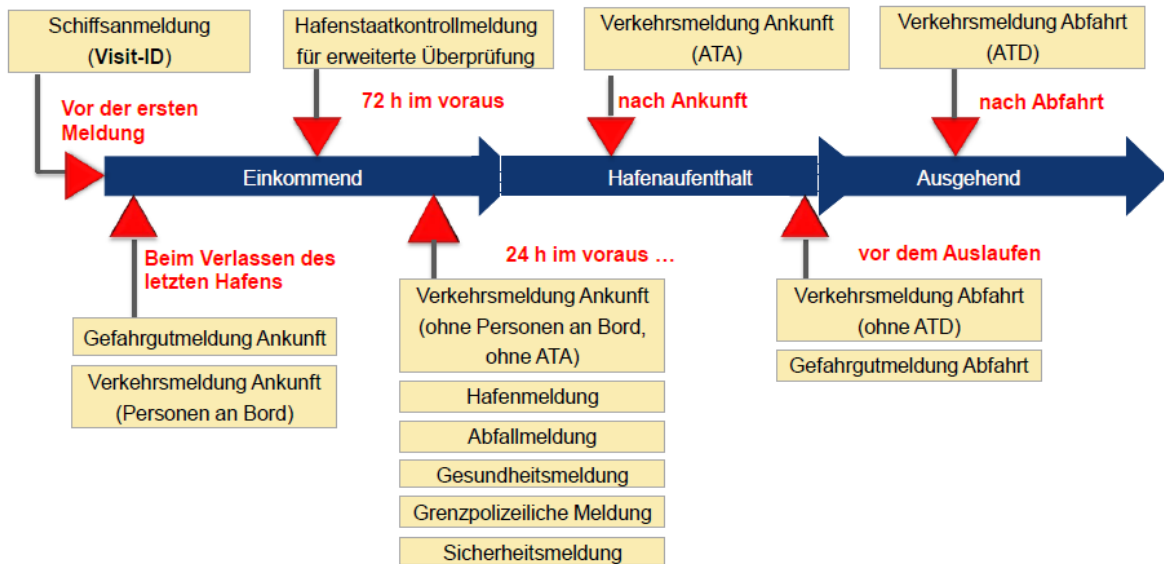 Schiffsanmeldung
(Visit-ID)
Hafenstaatkontrollmeldung
für erweiterte Überprüfung
Verkehrsmeldung Ankunft
(ATA)
Verkehrsmeldung Abfahrt
(ATD)
Vor der ersten
Meldung
72 h im voraus
nach Ankunft
nach Abfahrt
Einkommend
Hafenaufenthalt
Ausgehend
Beim Verlassen des
letzten Hafens
24 h im voraus ...
vor dem Auslaufen
Gefahrgutmeldung Ankunft
Verkehrsmeldung Ankunft
(Personen an Bord)
Verkehrsmeldung Ankunft
(ohne Personen an Bord,
ohne ATA)
Hafenmeldung
Abfallmeldung
Gesundheitsmeldung
Grenzpolizeiliche Meldung
Sicherheitsmeldung
Verkehrsmeldung Abfahrt
(ohne ATD)
Gefahrgutmeldung Abfahrt